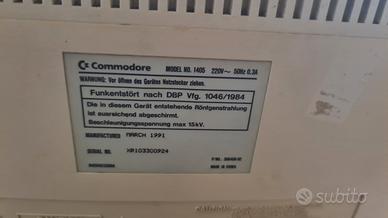 Commodore MODEL NO. 1405 220V~ 50Hz 0.3A
WARNUNG: Vor öffnen des Gerätes Netzstecker ziehen.
Funkentstört nach DBP Vfg. 1046/1984
Die in diesem Gerät entstehende Röntgenstrahlung
ist ausreichend abgeschirmt.
Beschleunigungsspannung max 15kV.
MANUFACTURED MARCH 1991
SERIAL NO. XR103300924
MADE IN KOREA
subito